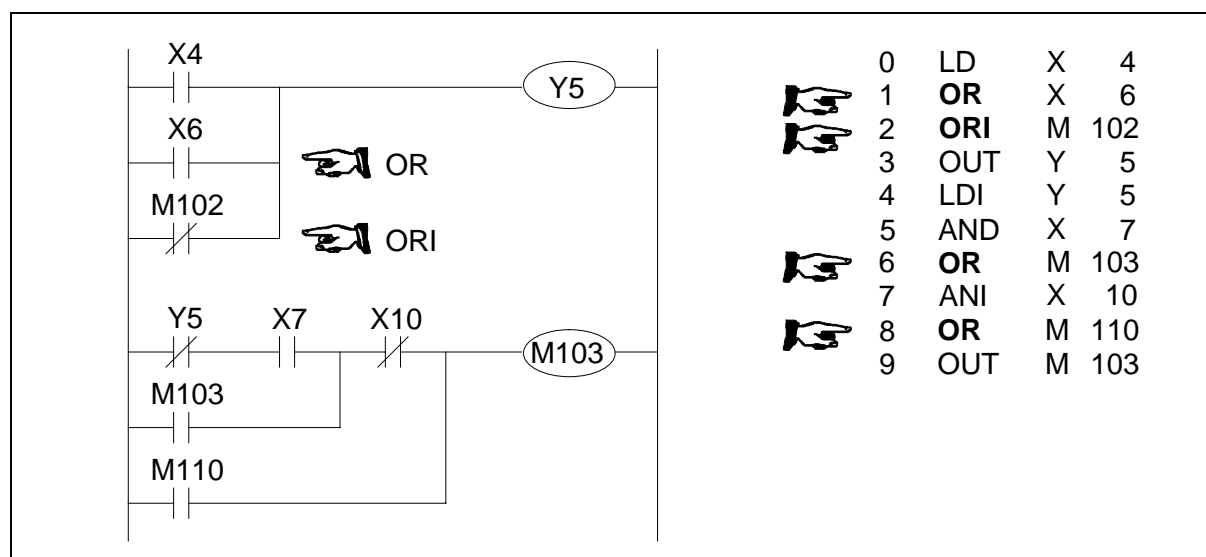 X4
Y5
X6
OR
M102
ORI
Y5 X7 X10
M103
M103
M110
0 LD X 4
1 OR X 6
2 ORI M 102
3 OUT Y 5
4 LDI Y 5
5 AND X 7
6 OR M 103
7 ANI X 10
8 OR M 110
9 OUT M 103